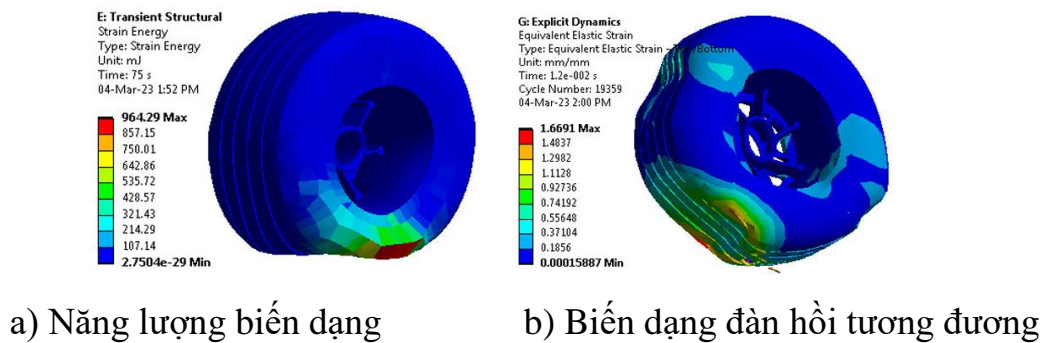 E: Transient Structural
Strain Energy
Type: Strain Energy
Unit: mJ
Time: 75 s
04-Mar-23 1:52 PM
964.29 Max
857.15
750.01
642.86
535.72
428.57
321.43
214.29
107.14
2.7504e-29 Min
G: Explicit Dynamics
Equivalent Elastic Strain
Type: Equivalent Elastic Strain - Top/Bottom
Unit: mm/mm
Time: 1.2e-002 s
Cycle Number: 19359
04-Mar-23 2:00 PM
1.6691 Max
1.4837
1.2982
1.1128
0.92736
0.74192
0.55648
0.37104
0.1856
0.00015887 Min
a) Năng lượng biến dạng
b) Biến dạng đàn hồi tương đương